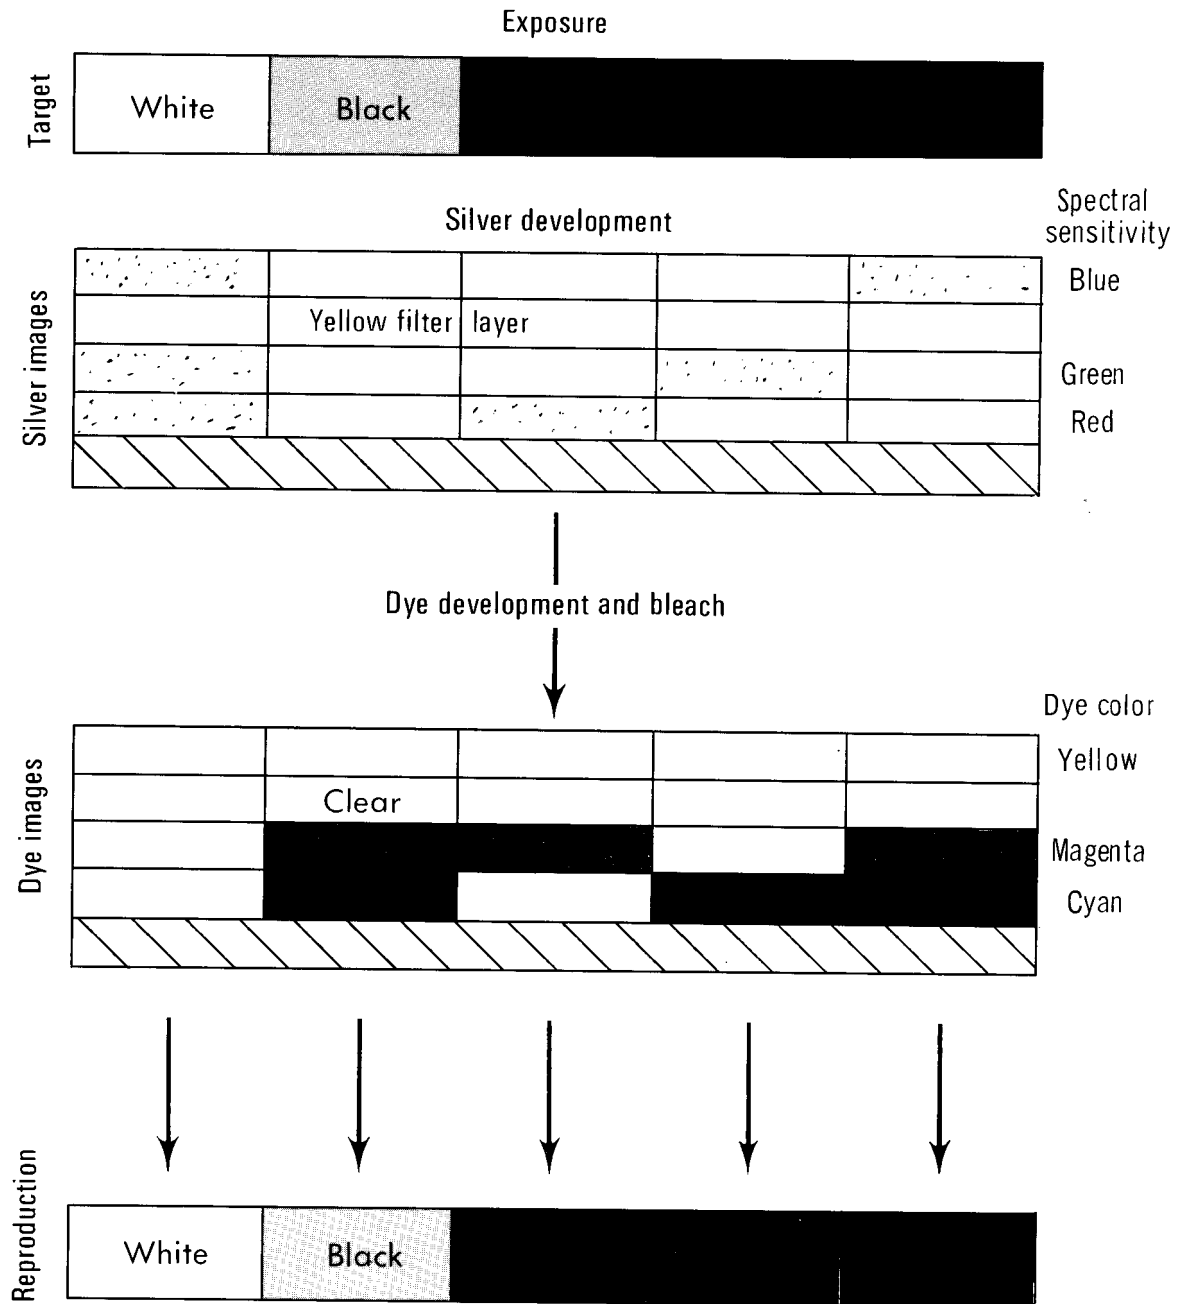 Exposure
Target
White
Black
Silver development
Spectral
sensitivity
Silver images
Blue
Yellow filter layer
Green
Red
Dye development and bleach
Dye color
Dye images
Yellow
Clear
Magenta
Cyan
Reproduction
White
Black